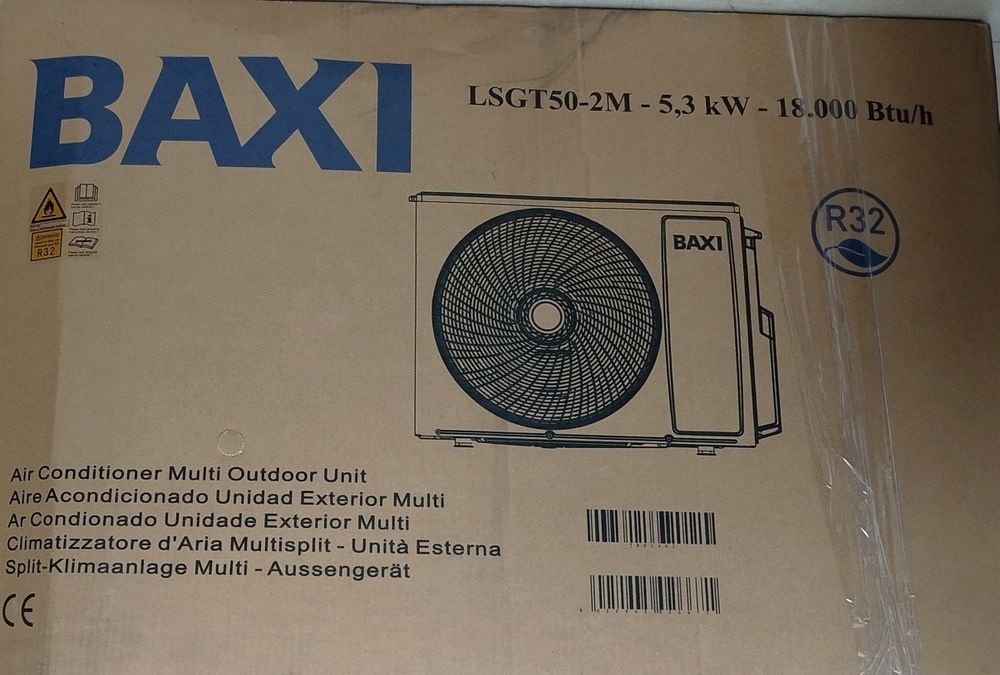 BAXI
LSGT50-2M - 5,3 kW - 18.000 Btu/h
R32
R32
BAXI
Air Conditioner Multi Outdoor Unit
Aire Acondicionado Unidad Exterior Multi
Ar Condionado Unidade Exterior Multi
Climatizzatore d'Aria Multisplit - Unità Esterna
Split-Klimaanlage Multi - Aussengerät
CE